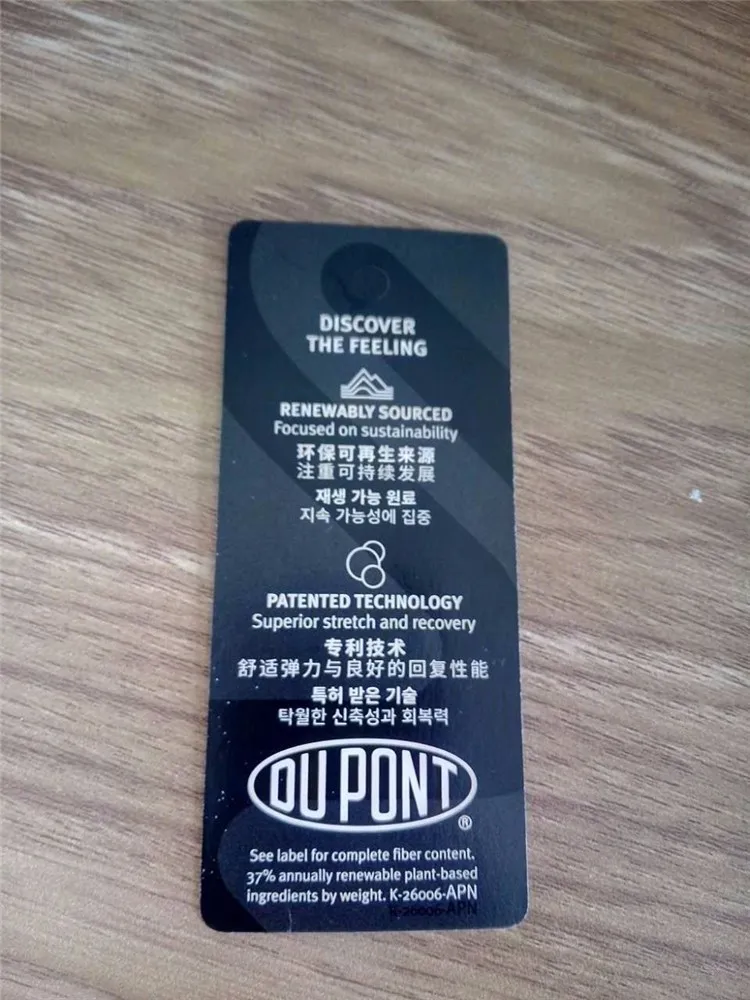 DISCOVER
THE FEELING
RENEWABLY SOURCED
Focused on sustainability
环保可再生来源
注重可持续发展
재생 가능 원료
지속 가능성에 집중
PATENTED TECHNOLOGY
Superior stretch and recovery
专利技术
舒适弹力与良好的回复性能
특허 받은 기술
탁월한 신축성과 회복력
DU PONT
®
See label for complete fiber content.
37% annually renewable plant-based
ingredients by weight. K-26006-APN
K-26006-APN